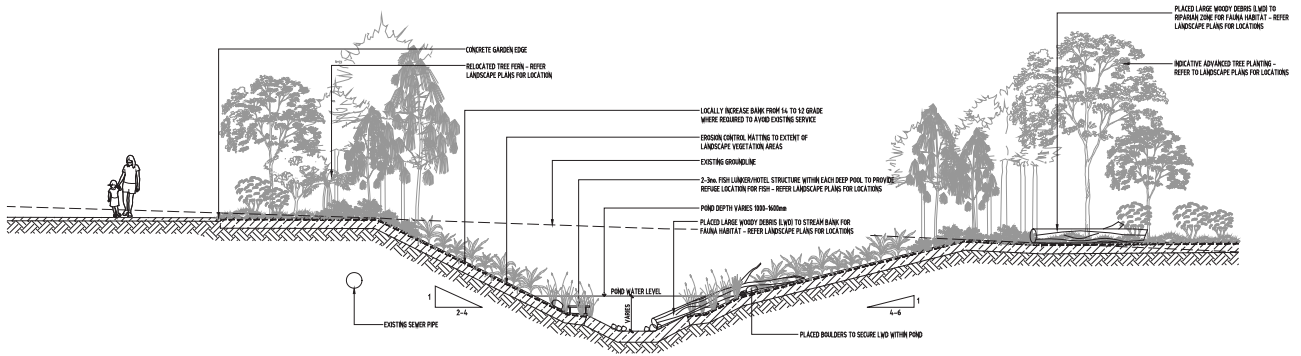 PLACED LARGE WOODY DEBRIS (LWD) TO
RIPARIAN ZONE FOR FAUNA HABITAT - REFER
LANDSCAPE PLANS FOR LOCATIONS
CONCRETE GARDEN EDGE
RELOCATED TREE FERN - REFER
LANDSCAPE PLANS FOR LOCATION
INDICATIVE ADVANCED TREE PLANTING -
REFER TO LANDSCAPE PLANS FOR LOCATIONS
LOCALLY INCREASE BANK FROM 1:4 TO 1:2 GRADE
WHERE REQUIRED TO AVOID EXISTING SERVICE
EROSION CONTROL MATTING TO EXTENT OF
LANDSCAPE VEGETATION AREAS
EXISTING GROUNDLINE
2-3no. FISH LUNKER/HOTEL STRUCTURE WITHIN EACH DEEP POOL TO PROVIDE
REFUGE LOCATION FOR FISH - REFER LANDSCAPE PLANS FOR LOCATIONS
POND DEPTH VARIES 1000-1600mm
PLACED LARGE WOODY DEBRIS (LWD) TO STREAM BANK FOR
FAUNA HABITAT - REFER LANDSCAPE PLANS FOR LOCATIONS
POND WATER LEVEL
VARIES
1
2-4
1
4-6
EXISTING SEWER PIPE
PLACED BOULDERS TO SECURE LWD WITHIN POND